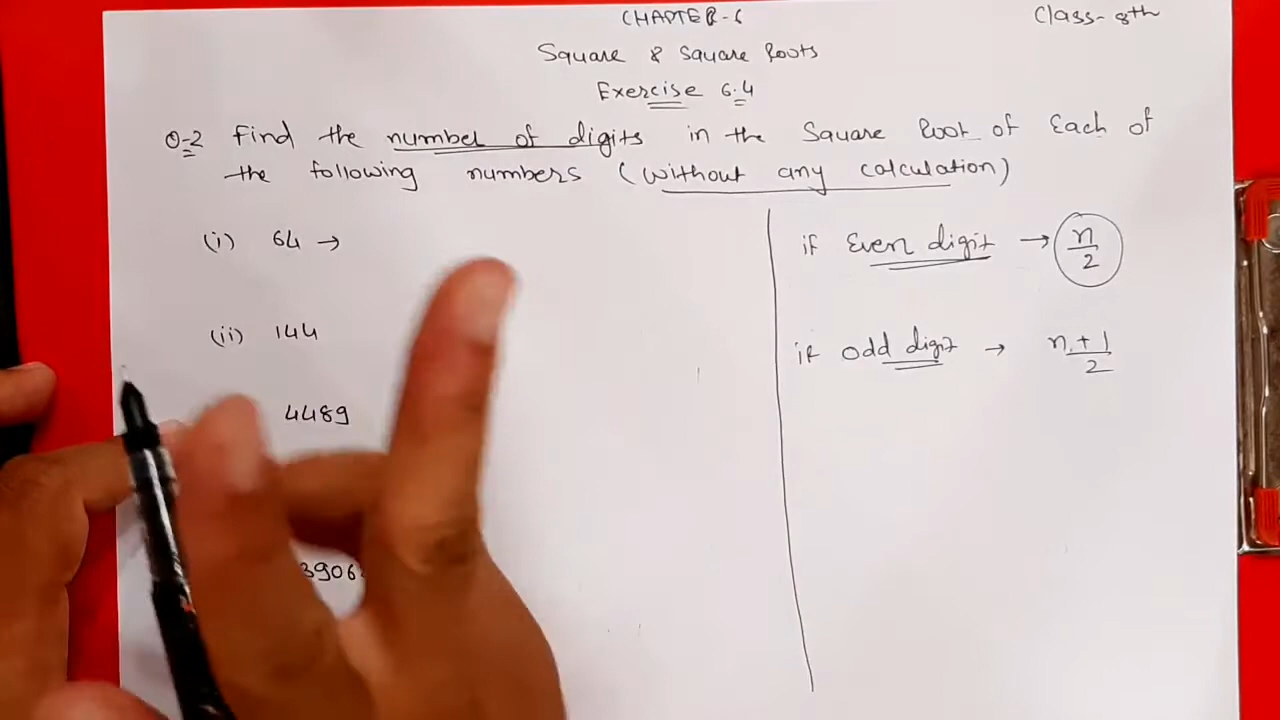 CHAPTER-6
Class-8th
Square & Square Roots
Exercise 6.4
Q-2 Find the number of digits in the Square Root of Each of
the following numbers (Without any calculation)
(i) 64 →
(ii) 144
4489
3906
if Even digit → n/2
if odd digit → n+1/2